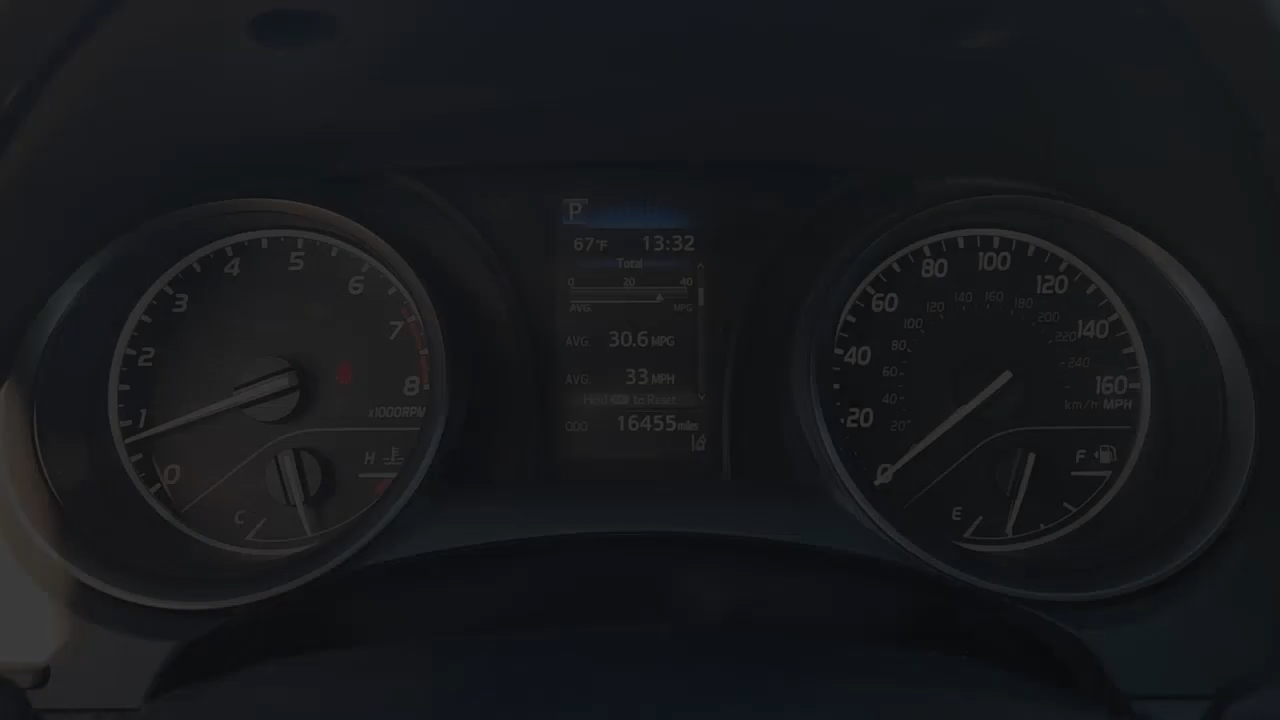 P
67°F 13:32
Total
0 20 40
AVG. MPG
AVG. 30.6 MPG
AVG. 33 MPH
Hold OK to Reset
ODO 16455 miles
0 1 2 3 4 5 6 7 8
x1000RPM
H
C
0 20 40 60 80 100 120 140 160
20 40 60 80 100 120 140 160 180 200 220 240
km/h MPH
F
E